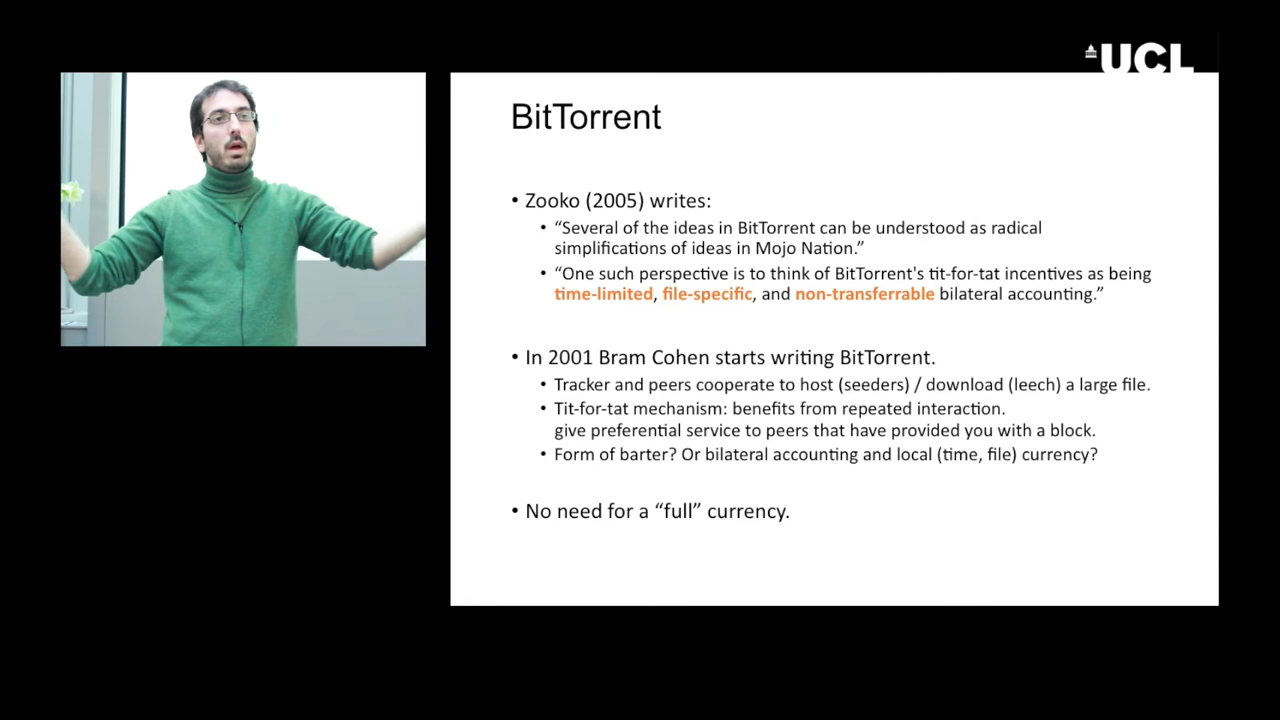 UCL
BitTorrent
• Zooko (2005) writes:
• “Several of the ideas in BitTorrent can be understood as radical
simplifications of ideas in Mojo Nation.”
• “One such perspective is to think of BitTorrent's tit-for-tat incentives as being
time-limited, file-specific, and non-transferrable bilateral accounting.”
• In 2001 Bram Cohen starts writing BitTorrent.
• Tracker and peers cooperate to host (seeders) / download (leech) a large file.
• Tit-for-tat mechanism: benefits from repeated interaction.
give preferential service to peers that have provided you with a block.
• Form of barter? Or bilateral accounting and local (time, file) currency?
• No need for a “full” currency.